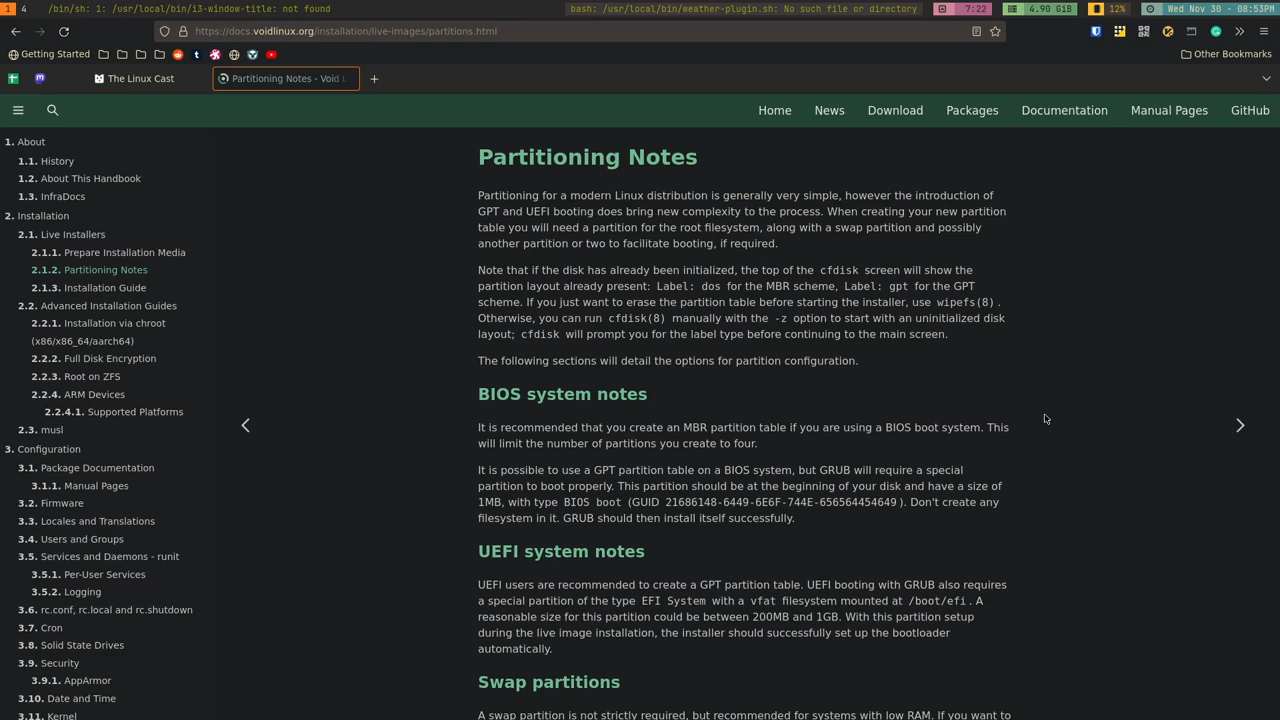 1 4 /bin/sh: 1: /usr/local/bin/i3-window-title: not found bash: /usr/local/bin/weather-plugin.sh: No such file or directory 7:22 4.90 GiB 12% Wed Nov 30 - 08:53PM
https://docs.voidlinux.org/installation/live-images/partitions.html
Getting Started Other Bookmarks
The Linux Cast Partitioning Notes - Void L
Home News Download Packages Documentation Manual Pages GitHub
1. About
1.1. History
1.2. About This Handbook
1.3. InfraDocs
2. Installation
2.1. Live Installers
2.1.1. Prepare Installation Media
2.1.2. Partitioning Notes
2.1.3. Installation Guide
2.2. Advanced Installation Guides
2.2.1. Installation via chroot
(x86/x86_64/aarch64)
2.2.2. Full Disk Encryption
2.2.3. Root on ZFS
2.2.4. ARM Devices
2.2.4.1. Supported Platforms
2.3. musl
3. Configuration
3.1. Package Documentation
3.1.1. Manual Pages
3.2. Firmware
3.3. Locales and Translations
3.4. Users and Groups
3.5. Services and Daemons - runit
3.5.1. Per-User Services
3.5.2. Logging
3.6. rc.conf, rc.local and rc.shutdown
3.7. Cron
3.8. Solid State Drives
3.9. Security
3.9.1. AppArmor
3.10. Date and Time
3.11. Kernel
Partitioning Notes
Partitioning for a modern Linux distribution is generally very simple, however the introduction of
GPT and UEFI booting does bring new complexity to the process. When creating your new partition
table you will need a partition for the root filesystem, along with a swap partition and possibly
another partition or two to facilitate booting, if required.
Note that if the disk has already been initialized, the top of the cfdisk screen will show the
partition layout already present: Label: dos for the MBR scheme, Label: gpt for the GPT
scheme. If you just want to erase the partition table before starting the installer, use wipefs(8).
Otherwise, you can run cfdisk(8) manually with the -z option to start with an uninitialized disk
layout; cfdisk will prompt you for the label type before continuing to the main screen.
The following sections will detail the options for partition configuration.
BIOS system notes
It is recommended that you create an MBR partition table if you are using a BIOS boot system. This
will limit the number of partitions you create to four.
It is possible to use a GPT partition table on a BIOS system, but GRUB will require a special
partition to boot properly. This partition should be at the beginning of your disk and have a size of
1MB, with type BIOS boot (GUID 21686148-6449-6E6F-744E-656564454649). Don't create any
filesystem in it. GRUB should then install itself successfully.
UEFI system notes
UEFI users are recommended to create a GPT partition table. UEFI booting with GRUB also requires
a special partition of the type EFI System with a vfat filesystem mounted at /boot/efi. A
reasonable size for this partition could be between 200MB and 1GB. With this partition setup
during the live image installation, the installer should successfully set up the bootloader
automatically.
Swap partitions
A swap partition is not strictly required, but recommended for systems with low RAM. If you want to